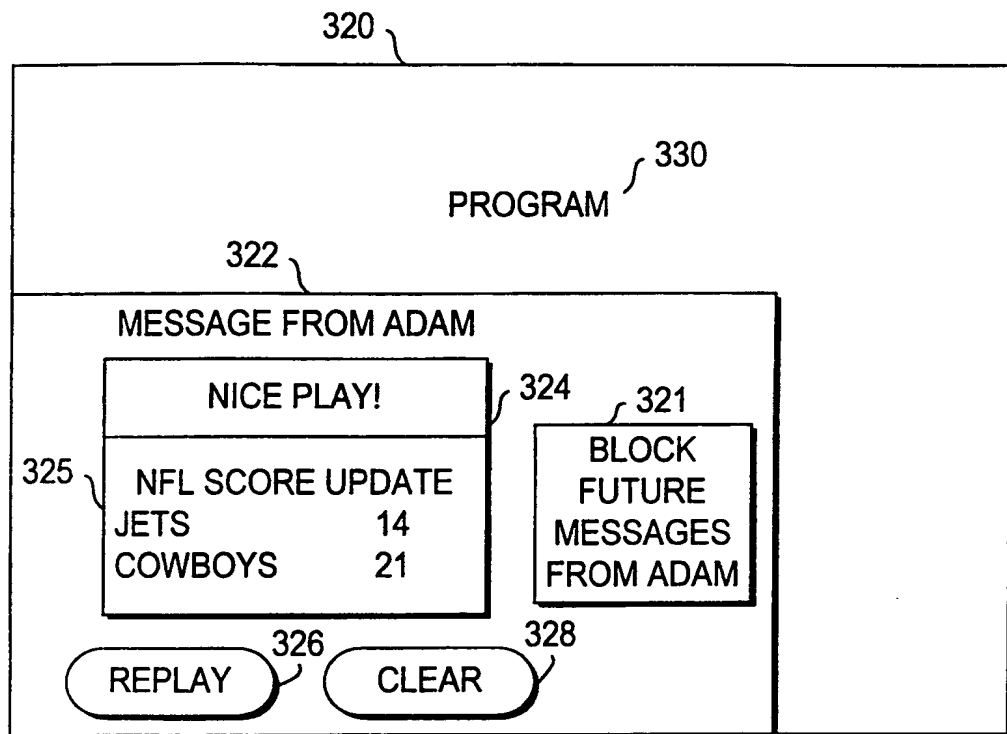 320
330
PROGRAM
322
MESSAGE FROM ADAM
NICE PLAY!
324
321
BLOCK
FUTURE
MESSAGES
FROM ADAM
325
NFL SCORE UPDATE
JETS 14
COWBOYS 21
REPLAY
326
CLEAR
328